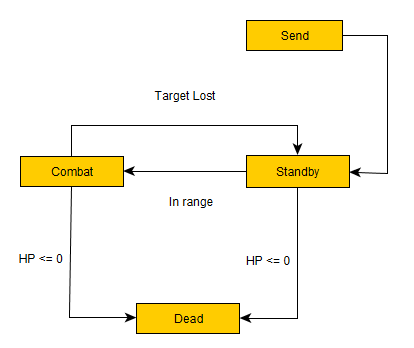 Send
Target Lost
Combat
Standby
In range
HP <= 0
HP <= 0
Dead